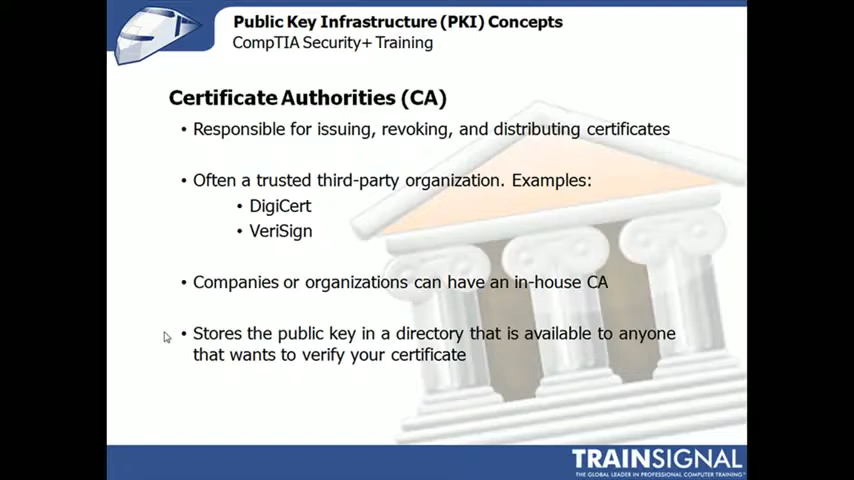 Public Key Infrastructure (PKI) Concepts
CompTIA Security+ Training
Certificate Authorities (CA)
• Responsible for issuing, revoking, and distributing certificates
• Often a trusted third-party organization. Examples:
• DigiCert
• VeriSign
• Companies or organizations can have an in-house CA
• Stores the public key in a directory that is available to anyone
that wants to verify your certificate
TRAINSIGNAL
THE GLOBAL LEADER IN PROFESSIONAL COMPUTER TRAINING